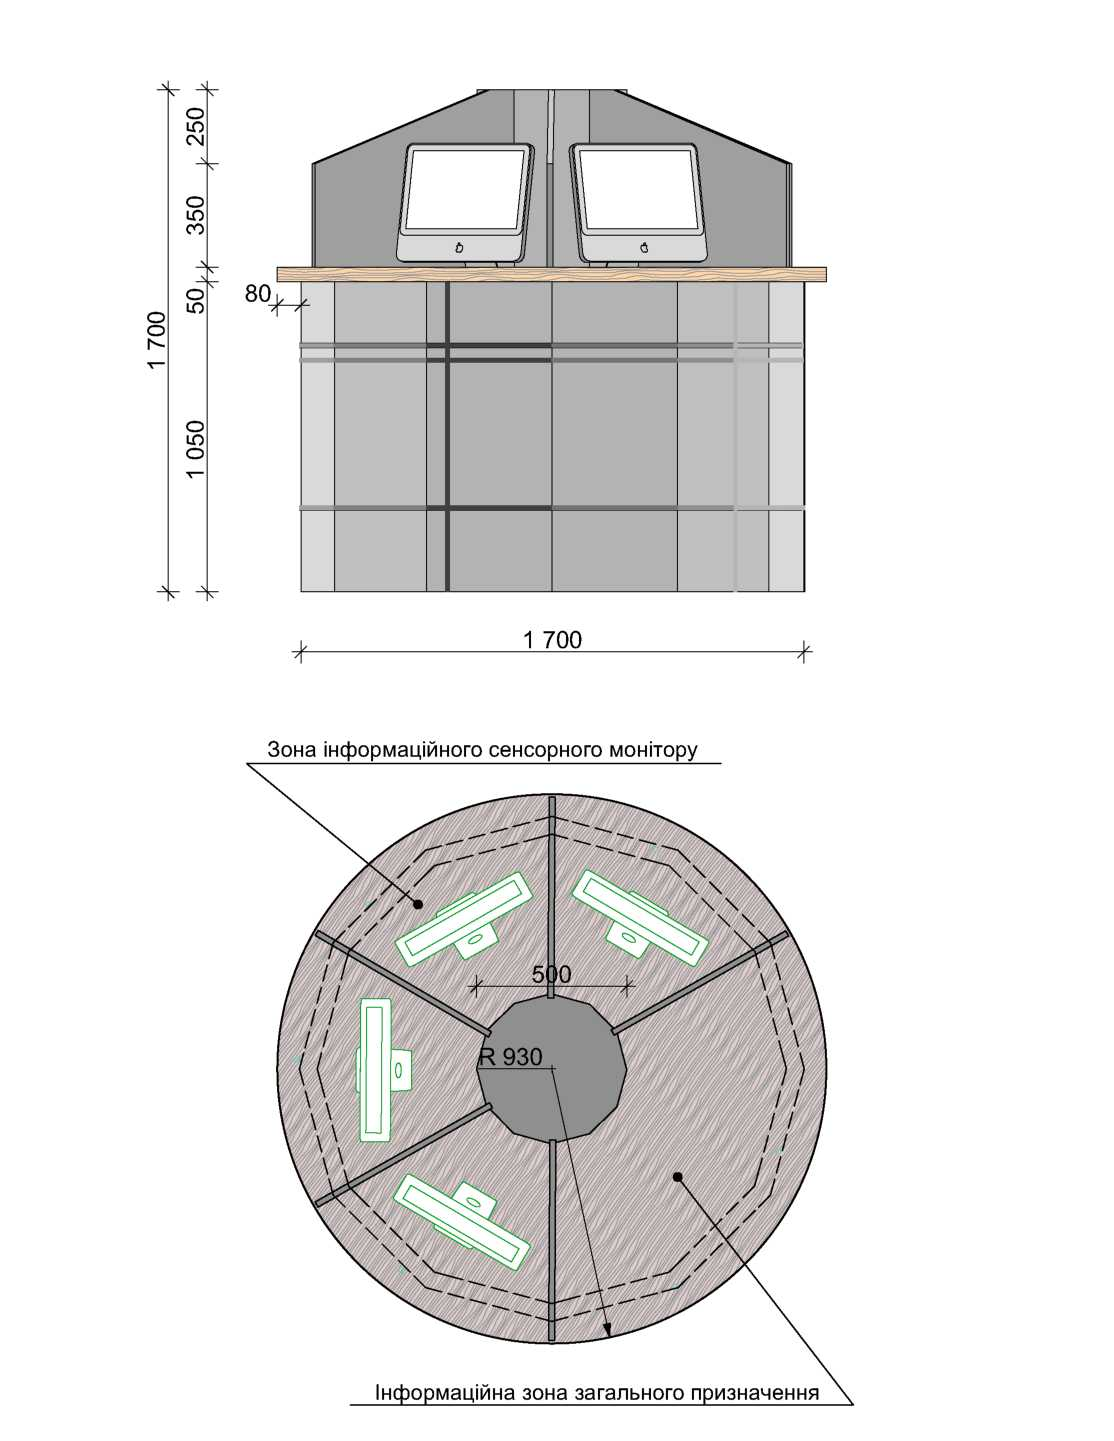 250
350
50
80
1 700
1 050
1 700
Зона інформаційного сенсорного монітору
500
R 930
Інформаційна зона загального призначення